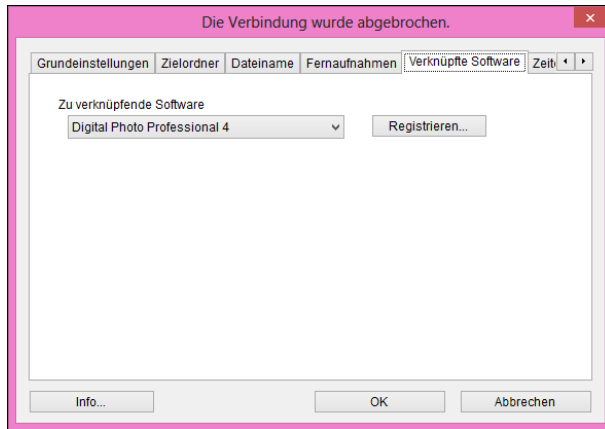 Die Verbindung wurde abgebrochen.
Grundeinstellungen Zielordner Dateiname Fernaufnahmen Verknüpfte Software Zeit
Zu verknüpfende Software
Digital Photo Professional 4 Registrieren...
Info... OK Abbrechen